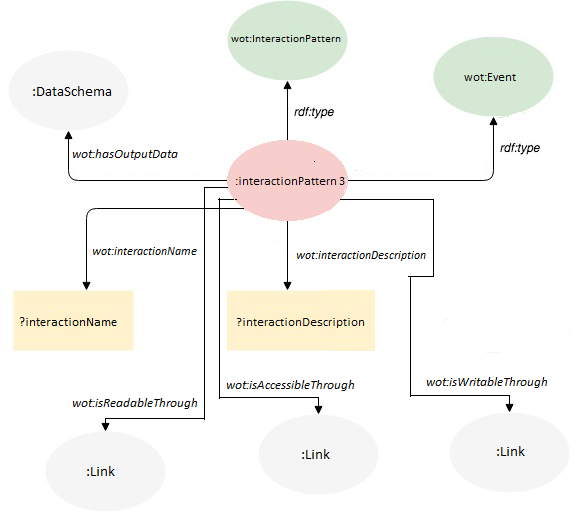 wot:InteractionPattern
wot:Event
:DataSchema
rdf:type
rdf:type
wot:hasOutputData
:interactionPattern 3
wot:interactionName
wot:interactionDescription
?interactionName
?interactionDescription
wot:isAccessibleThrough
wot:isWritableThrough
wot:isReadableThrough
:Link
:Link
:Link